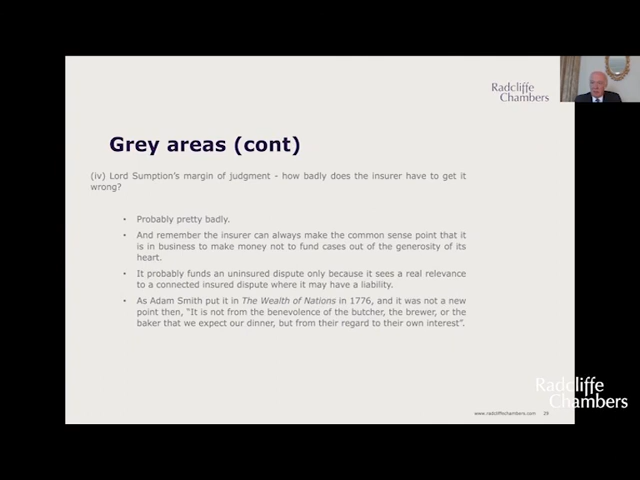 Radcliffe
Chambers
Grey areas (cont)
(iv) Lord Sumption's margin of judgment - how badly does the insurer have to get it
wrong?
• Probably pretty badly.
• And remember the insurer can always make the common sense point that it
is in business to make money not to fund cases out of the generosity of its
heart.
• It probably funds an uninsured dispute only because it sees a real relevance
to a connected insured dispute where it may have a liability.
• As Adam Smith put it in The Wealth of Nations in 1776, and it was not a new
point then, “It is not from the benevolence of the butcher, the brewer, or the
baker that we expect our dinner, but from their regard to their own interest”.
Radcliffe
Chambers
www.radcliffechambers.com 29